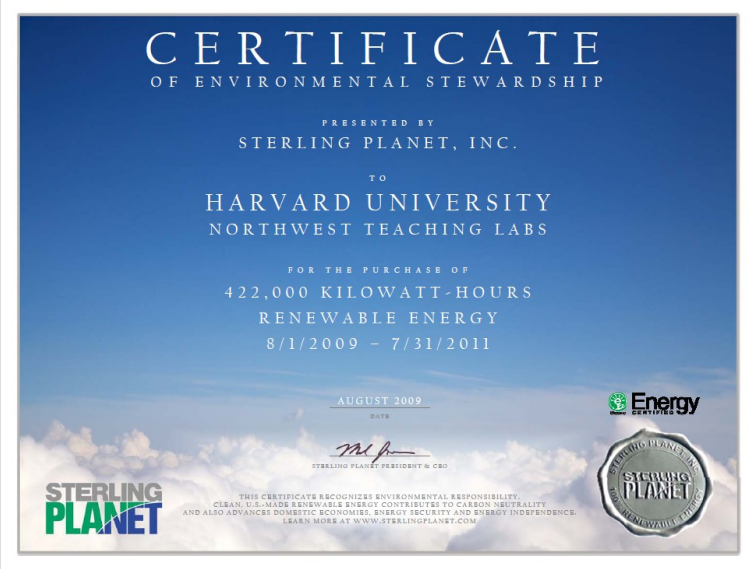 CERTIFICATE
OF ENVIRONMENTAL STEWARDSHIP
PRESENTED BY
STERLING PLANET, INC.
TO
HARVARD UNIVERSITY
NORTHWEST TEACHING LABS
FOR THE PURCHASE OF
422,000 KILOWATT-HOURS
RENEWABLE ENERGY
8/1/2009 – 7/31/2011
AUGUST 2009
DATE
STERLING PLANET PRESIDENT & CEO
Energy
CERTIFIED
STERLING PLANET, INC.
STERLING
PLANET
RENEWABLE ENERGY
STERLING
PLANET
THIS CERTIFICATE RECOGNIZES ENVIRONMENTAL RESPONSIBILITY.
CLEAN, U.S.-MADE RENEWABLE ENERGY CONTRIBUTES TO CARBON NEUTRALITY
AND ALSO ADVANCES DOMESTIC ECONOMIES, ENERGY SECURITY AND ENERGY INDEPENDENCE.
LEARN MORE AT WWW.STERLINGPLANET.COM